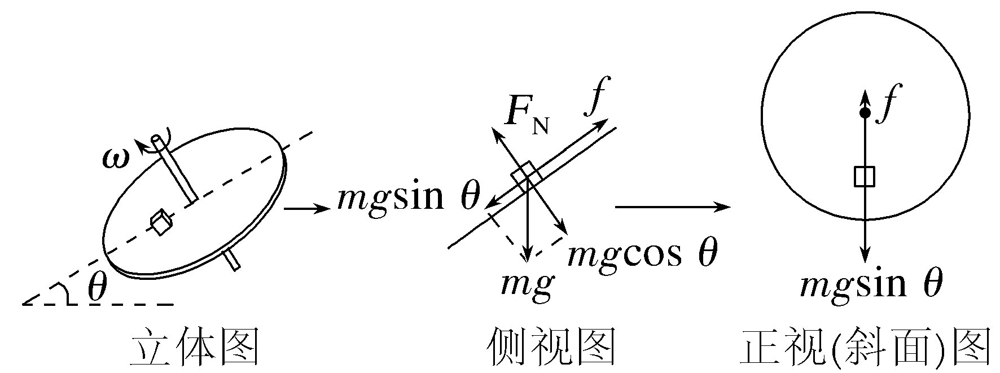 ω
θ
立体图
F_N
f
mgsin θ
mgcos θ
mg
侧视图
f
mgsin θ
正视(斜面)图